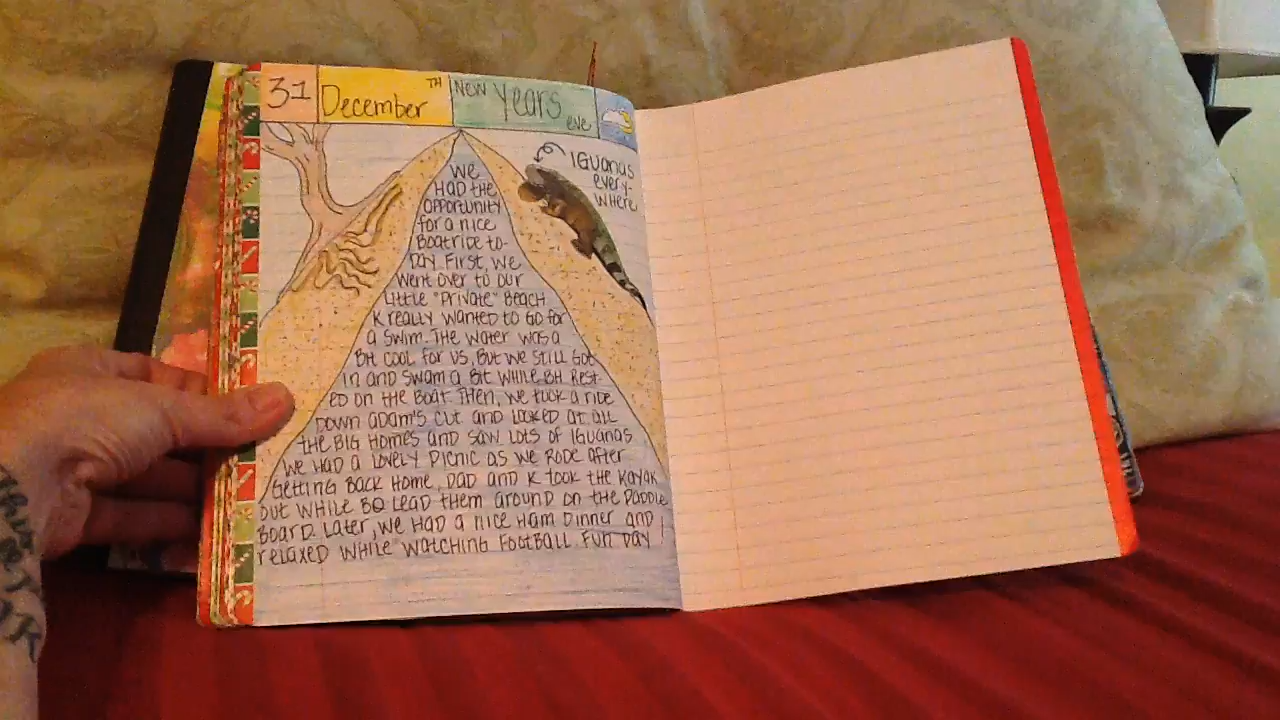 31
December TH
New Years eve
IGUANAS
every-
where
We
HAD THE
opportunity
for a nice
Boatride to-
Day. First, we
went over to our
Little "Private" Beach
K really wanted to Go for
a swim. The water was a
Bit cool for us, But we still Got
in and swam a Bit while BH Rest-
ed on the Boat. Then, we took a ride
Down Adam's Cut and looked at all
the BIG Homes and saw lots of Iguanas
We HAD a lovely Picnic as we Rode after
Getting Back Home, Dad and K took the Kayak
out while BQ lead them around on the Paddle
Board. Later, we HAD a nice Ham Dinner and
relaxed while watching Football. Fun Day!